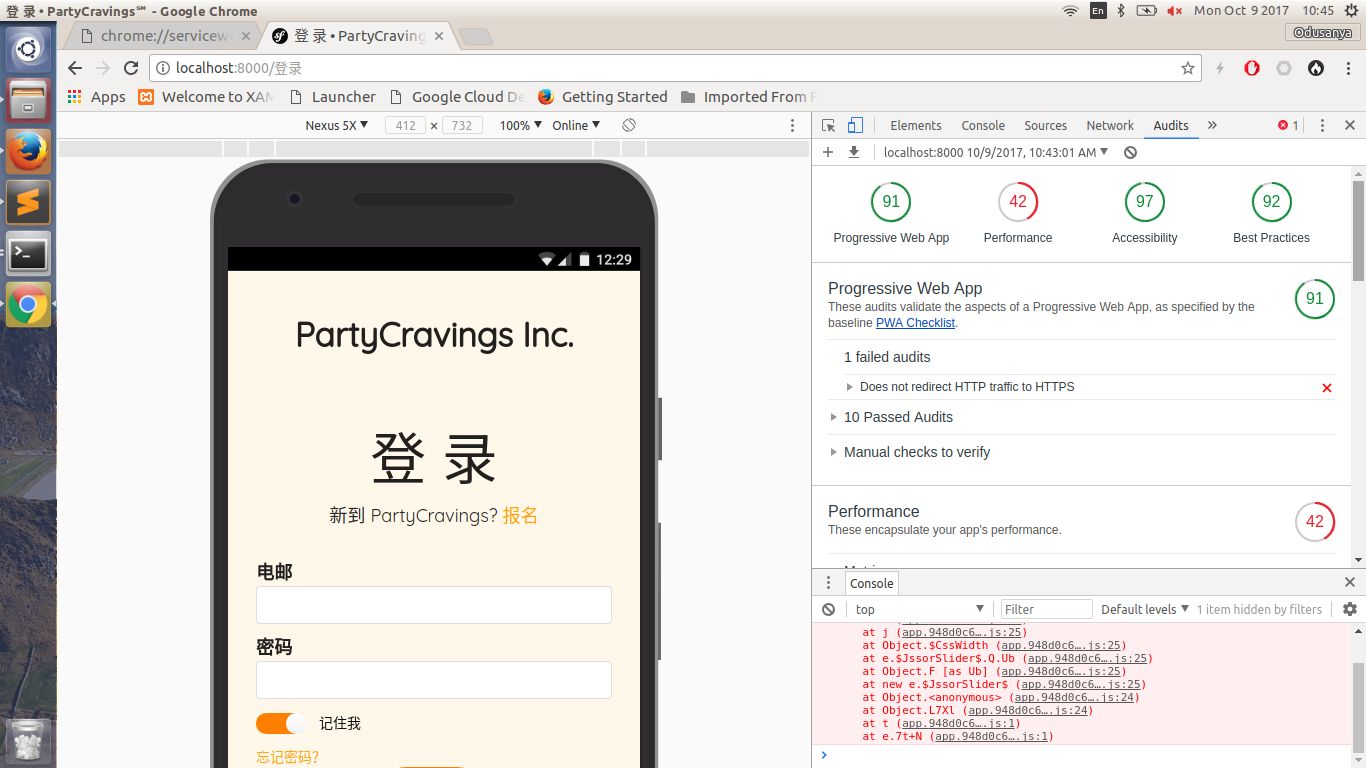 登 录 • PartyCravings℠ - Google Chrome
En
Mon Oct 9 2017 10:45
chrome://servicew
登 录 • PartyCraving
Odusanya
localhost:8000/登录
Apps
Welcome to XAM
Launcher
Google Cloud De
Getting Started
Imported From F
Nexus 5X
412 × 732
100%
Online
Elements
Console
Sources
Network
Audits
1
localhost:8000 10/9/2017, 10:43:01 AM
91
42
97
92
Progressive Web App
Performance
Accessibility
Best Practices
12:29
PartyCravings Inc.
登 录
新到 PartyCravings? 报名
电邮
密码
记住我
忘记密码?
Progressive Web App
91
These audits validate the aspects of a Progressive Web App, as specified by the
baseline PWA Checklist.
1 failed audits
Does not redirect HTTP traffic to HTTPS
10 Passed Audits
Manual checks to verify
Performance
42
These encapsulate your app's performance.
Console
top
Filter
Default levels
1 item hidden by filters
at j (app.948d0c6….js:25)
at Object.$CssWidth (app.948d0c6….js:25)
at e.$JssorSlider$.Q.Ub (app.948d0c6….js:25)
at Object.F [as Ub] (app.948d0c6….js:25)
at new e.$JssorSlider$ (app.948d0c6….js:25)
at Object.<anonymous> (app.948d0c6….js:24)
at Object.L7Xl (app.948d0c6….js:24)
at t (app.948d0c6….js:1)
at e.7t+N (app.948d0c6….js:1)